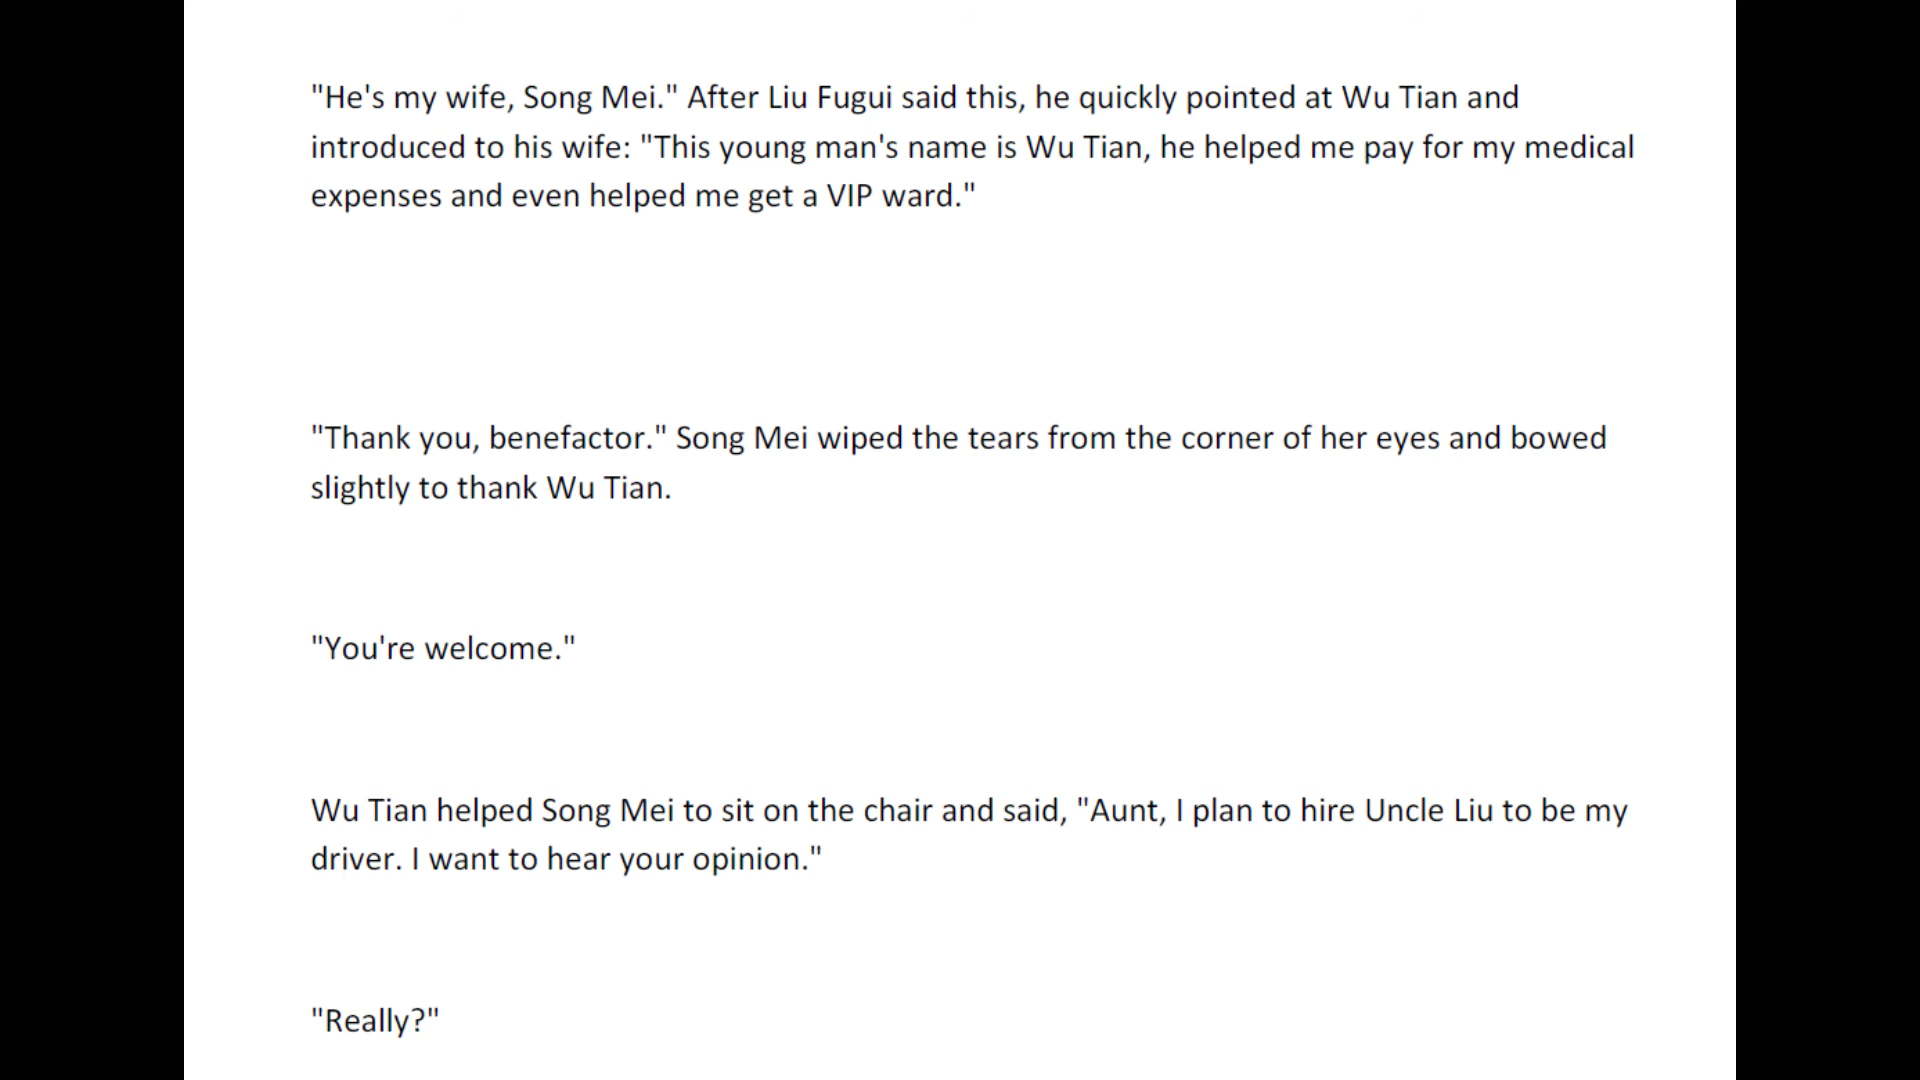 "He's my wife, Song Mei." After Liu Fugui said this, he quickly pointed at Wu Tian and
introduced to his wife: "This young man's name is Wu Tian, he helped me pay for my medical
expenses and even helped me get a VIP ward."
"Thank you, benefactor." Song Mei wiped the tears from the corner of her eyes and bowed
slightly to thank Wu Tian.
"You're welcome."
Wu Tian helped Song Mei to sit on the chair and said, "Aunt, I plan to hire Uncle Liu to be my
driver. I want to hear your opinion."
"Really?"